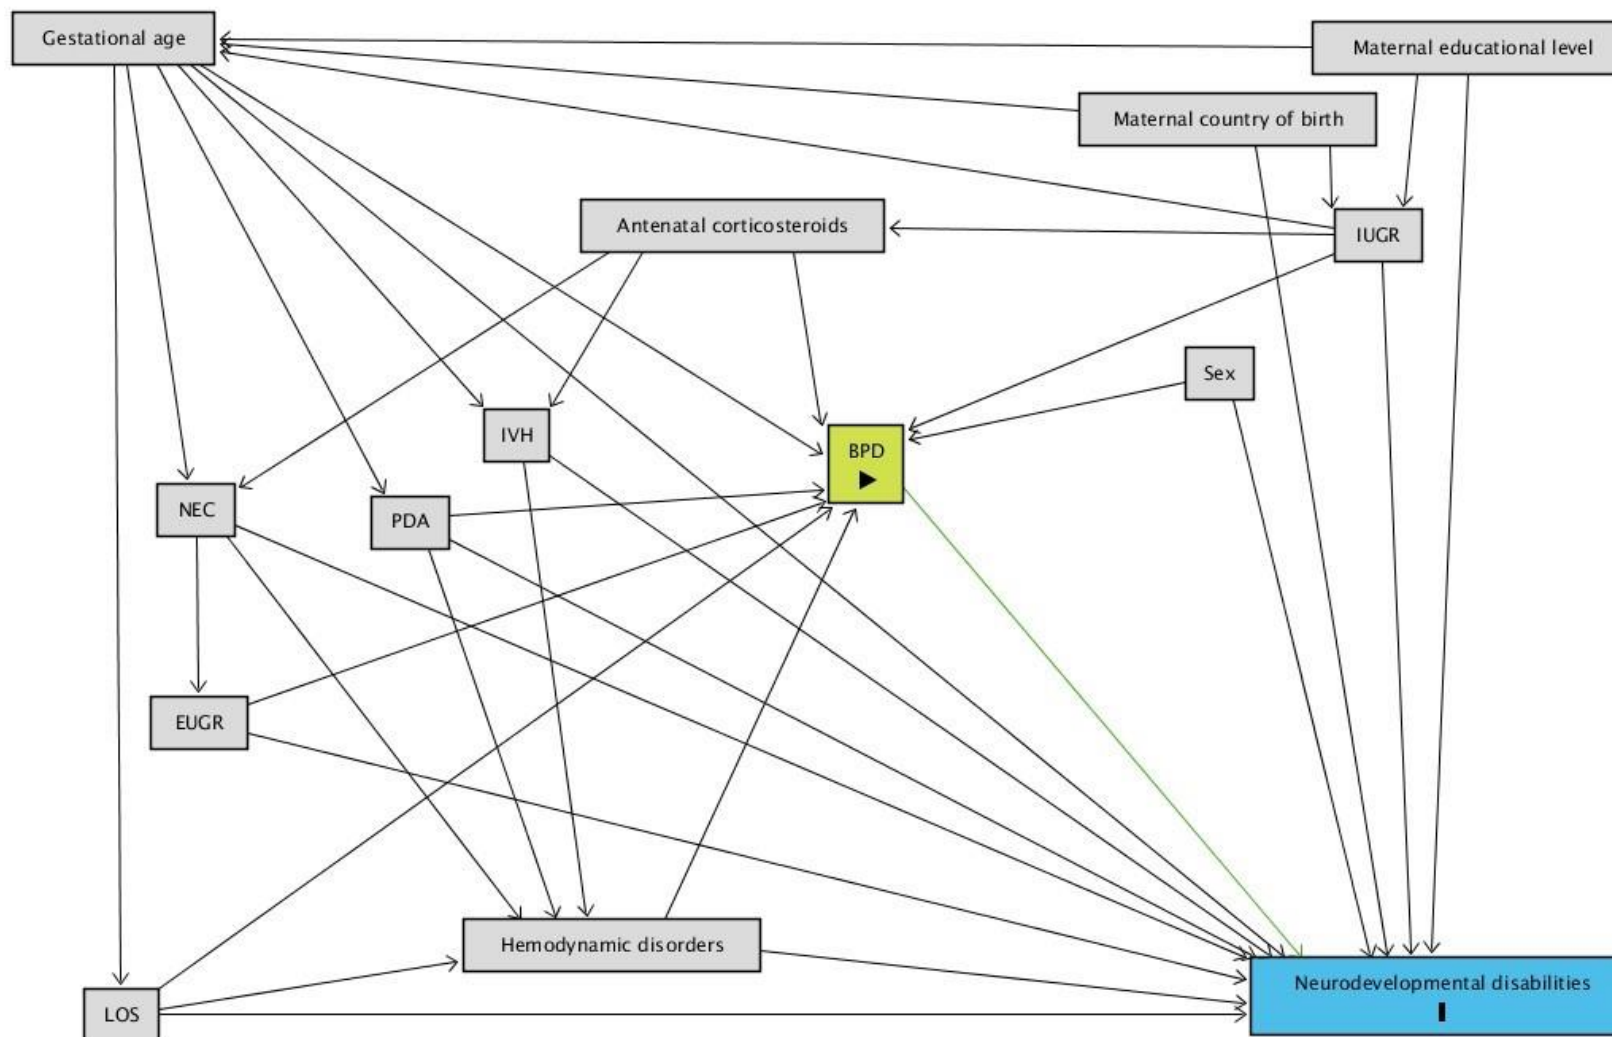 Gestational age
Maternal educational level
Maternal country of birth
Antenatal corticosteroids
IUGR
Sex
IVH
BPD
NEC
PDA
EUGR
Hemodynamic disorders
Neurodevelopmental disabilities
LOS